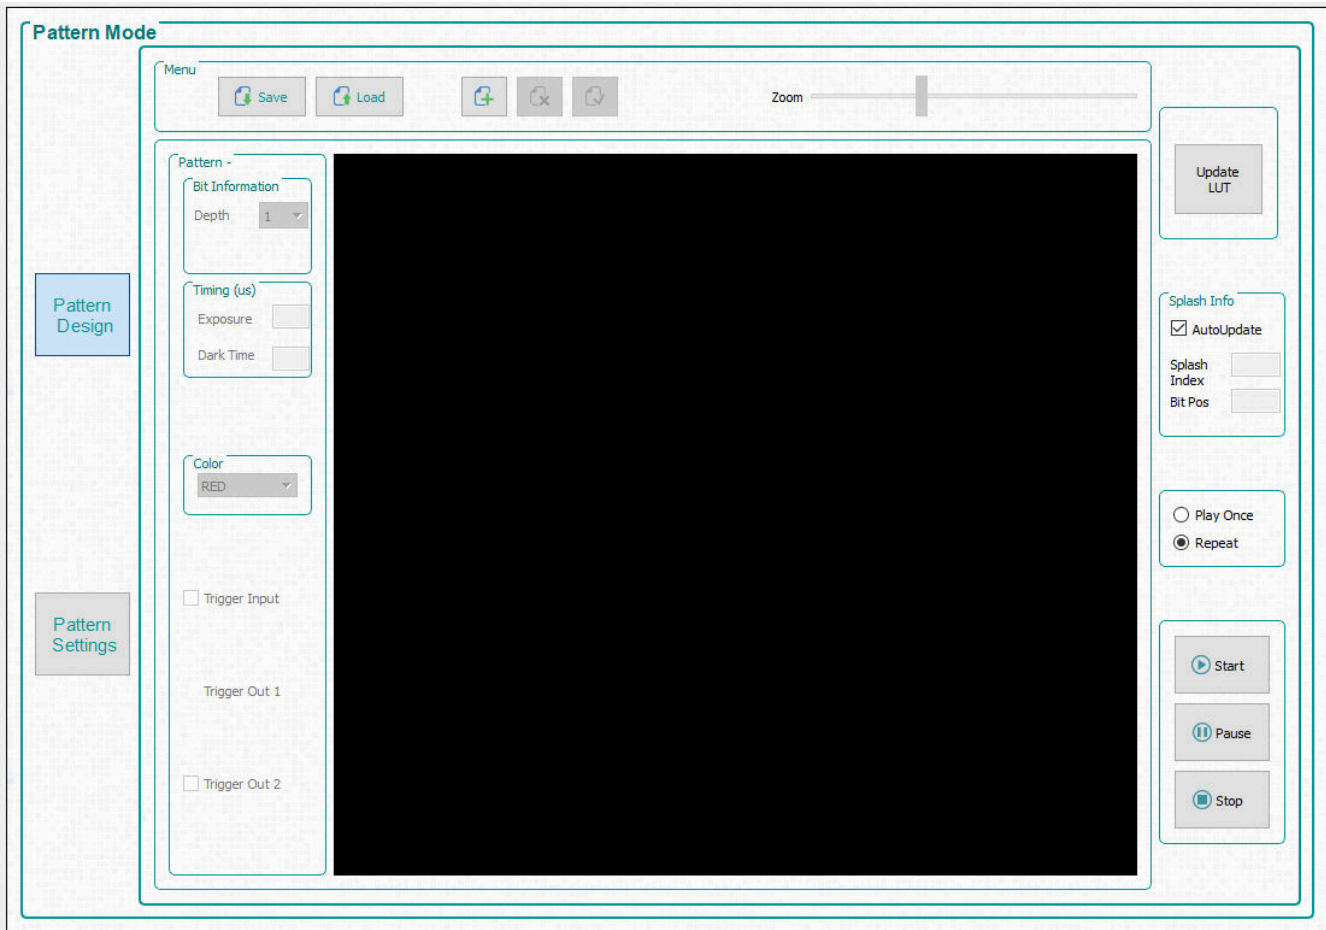 Pattern Mode
Menu
Save
Load
Zoom
Pattern -
Bit Information
Depth
1
Timing (us)
Exposure
Dark Time
Color
RED
Trigger Input
Trigger Out 1
Trigger Out 2
Pattern
Design
Pattern
Settings
Update
LUT
Splash Info
AutoUpdate
Splash
Index
Bit Pos
Play Once
Repeat
Start
Pause
Stop